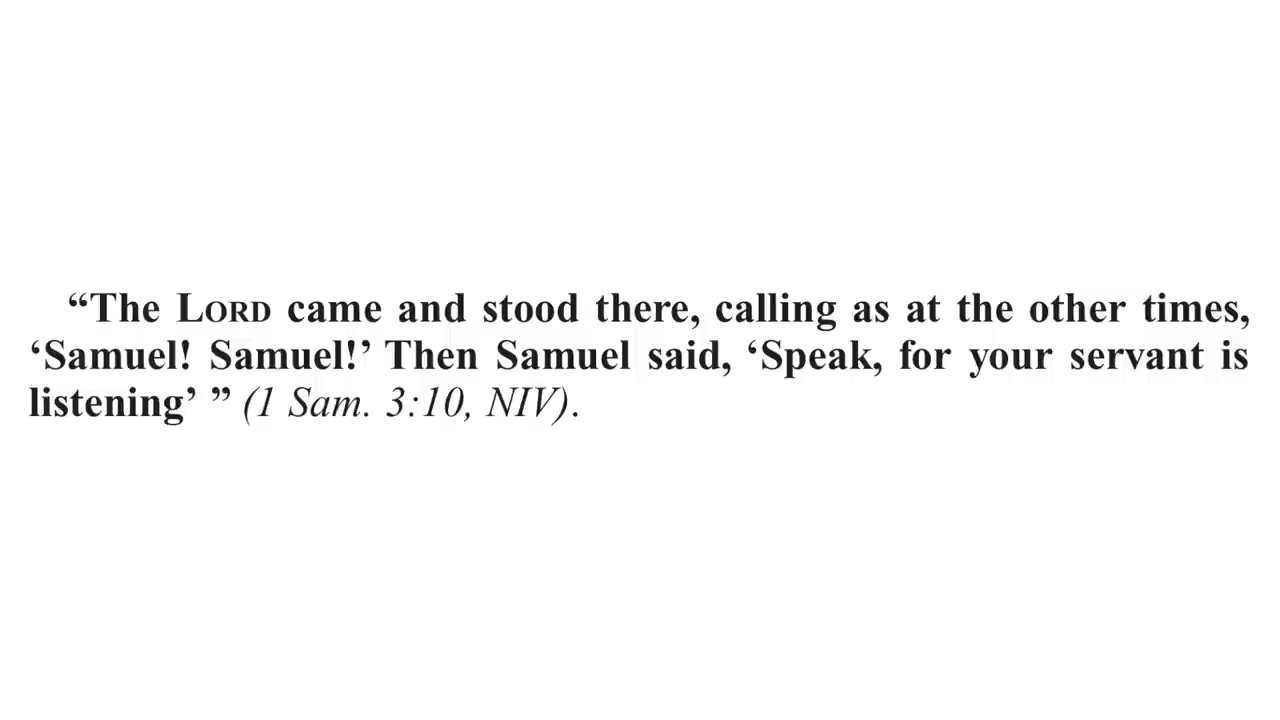 “The LORD came and stood there, calling as at the other times,
‘Samuel! Samuel!’ Then Samuel said, ‘Speak, for your servant is
listening’ ” (1 Sam. 3:10, NIV).